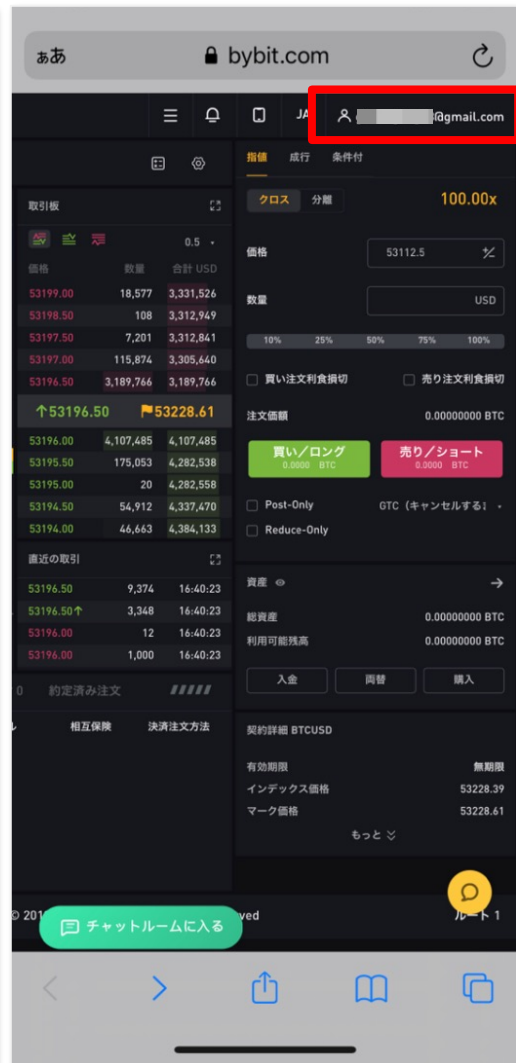 ぁあ bybit.com
JA @gmail.com
指値 成行 条件付
取引板
クロス 分離 100.00x
0.5
価格 数量 合計 USD
53199.00 18,577 3,331,526
53198.50 108 3,312,949
53197.50 7,201 3,312,841
53197.00 115,874 3,305,640
53196.50 3,189,766 3,189,766
↑53196.50 53228.61
53196.00 4,107,485 4,107,485
53195.50 175,053 4,282,538
53195.00 20 4,282,558
53194.50 54,912 4,337,470
53194.00 46,663 4,384,133
直近の取引
53196.50 9,374 16:40:23
53196.50↑ 3,348 16:40:23
53196.00 12 16:40:23
53196.00 1,000 16:40:23
0 約定済み注文
相互保険 決済注文方法
価格 53112.5 +/-
数量 USD
10% 25% 50% 75% 100%
買い注文利食損切 売り注文利食損切
注文価額 0.00000000 BTC
買い/ロング 売り/ショート
0.0000 BTC 0.0000 BTC
Post-Only GTC (キャンセルする
Reduce-Only
資産
総資産 0.00000000 BTC
利用可能残高 0.00000000 BTC
入金 両替 購入
契約詳細 BTCUSD
有効期限 無期限
インデックス価格 53228.39
マーク価格 53228.61
もっと
© 201 ved ルート 1
チャットルームに入る